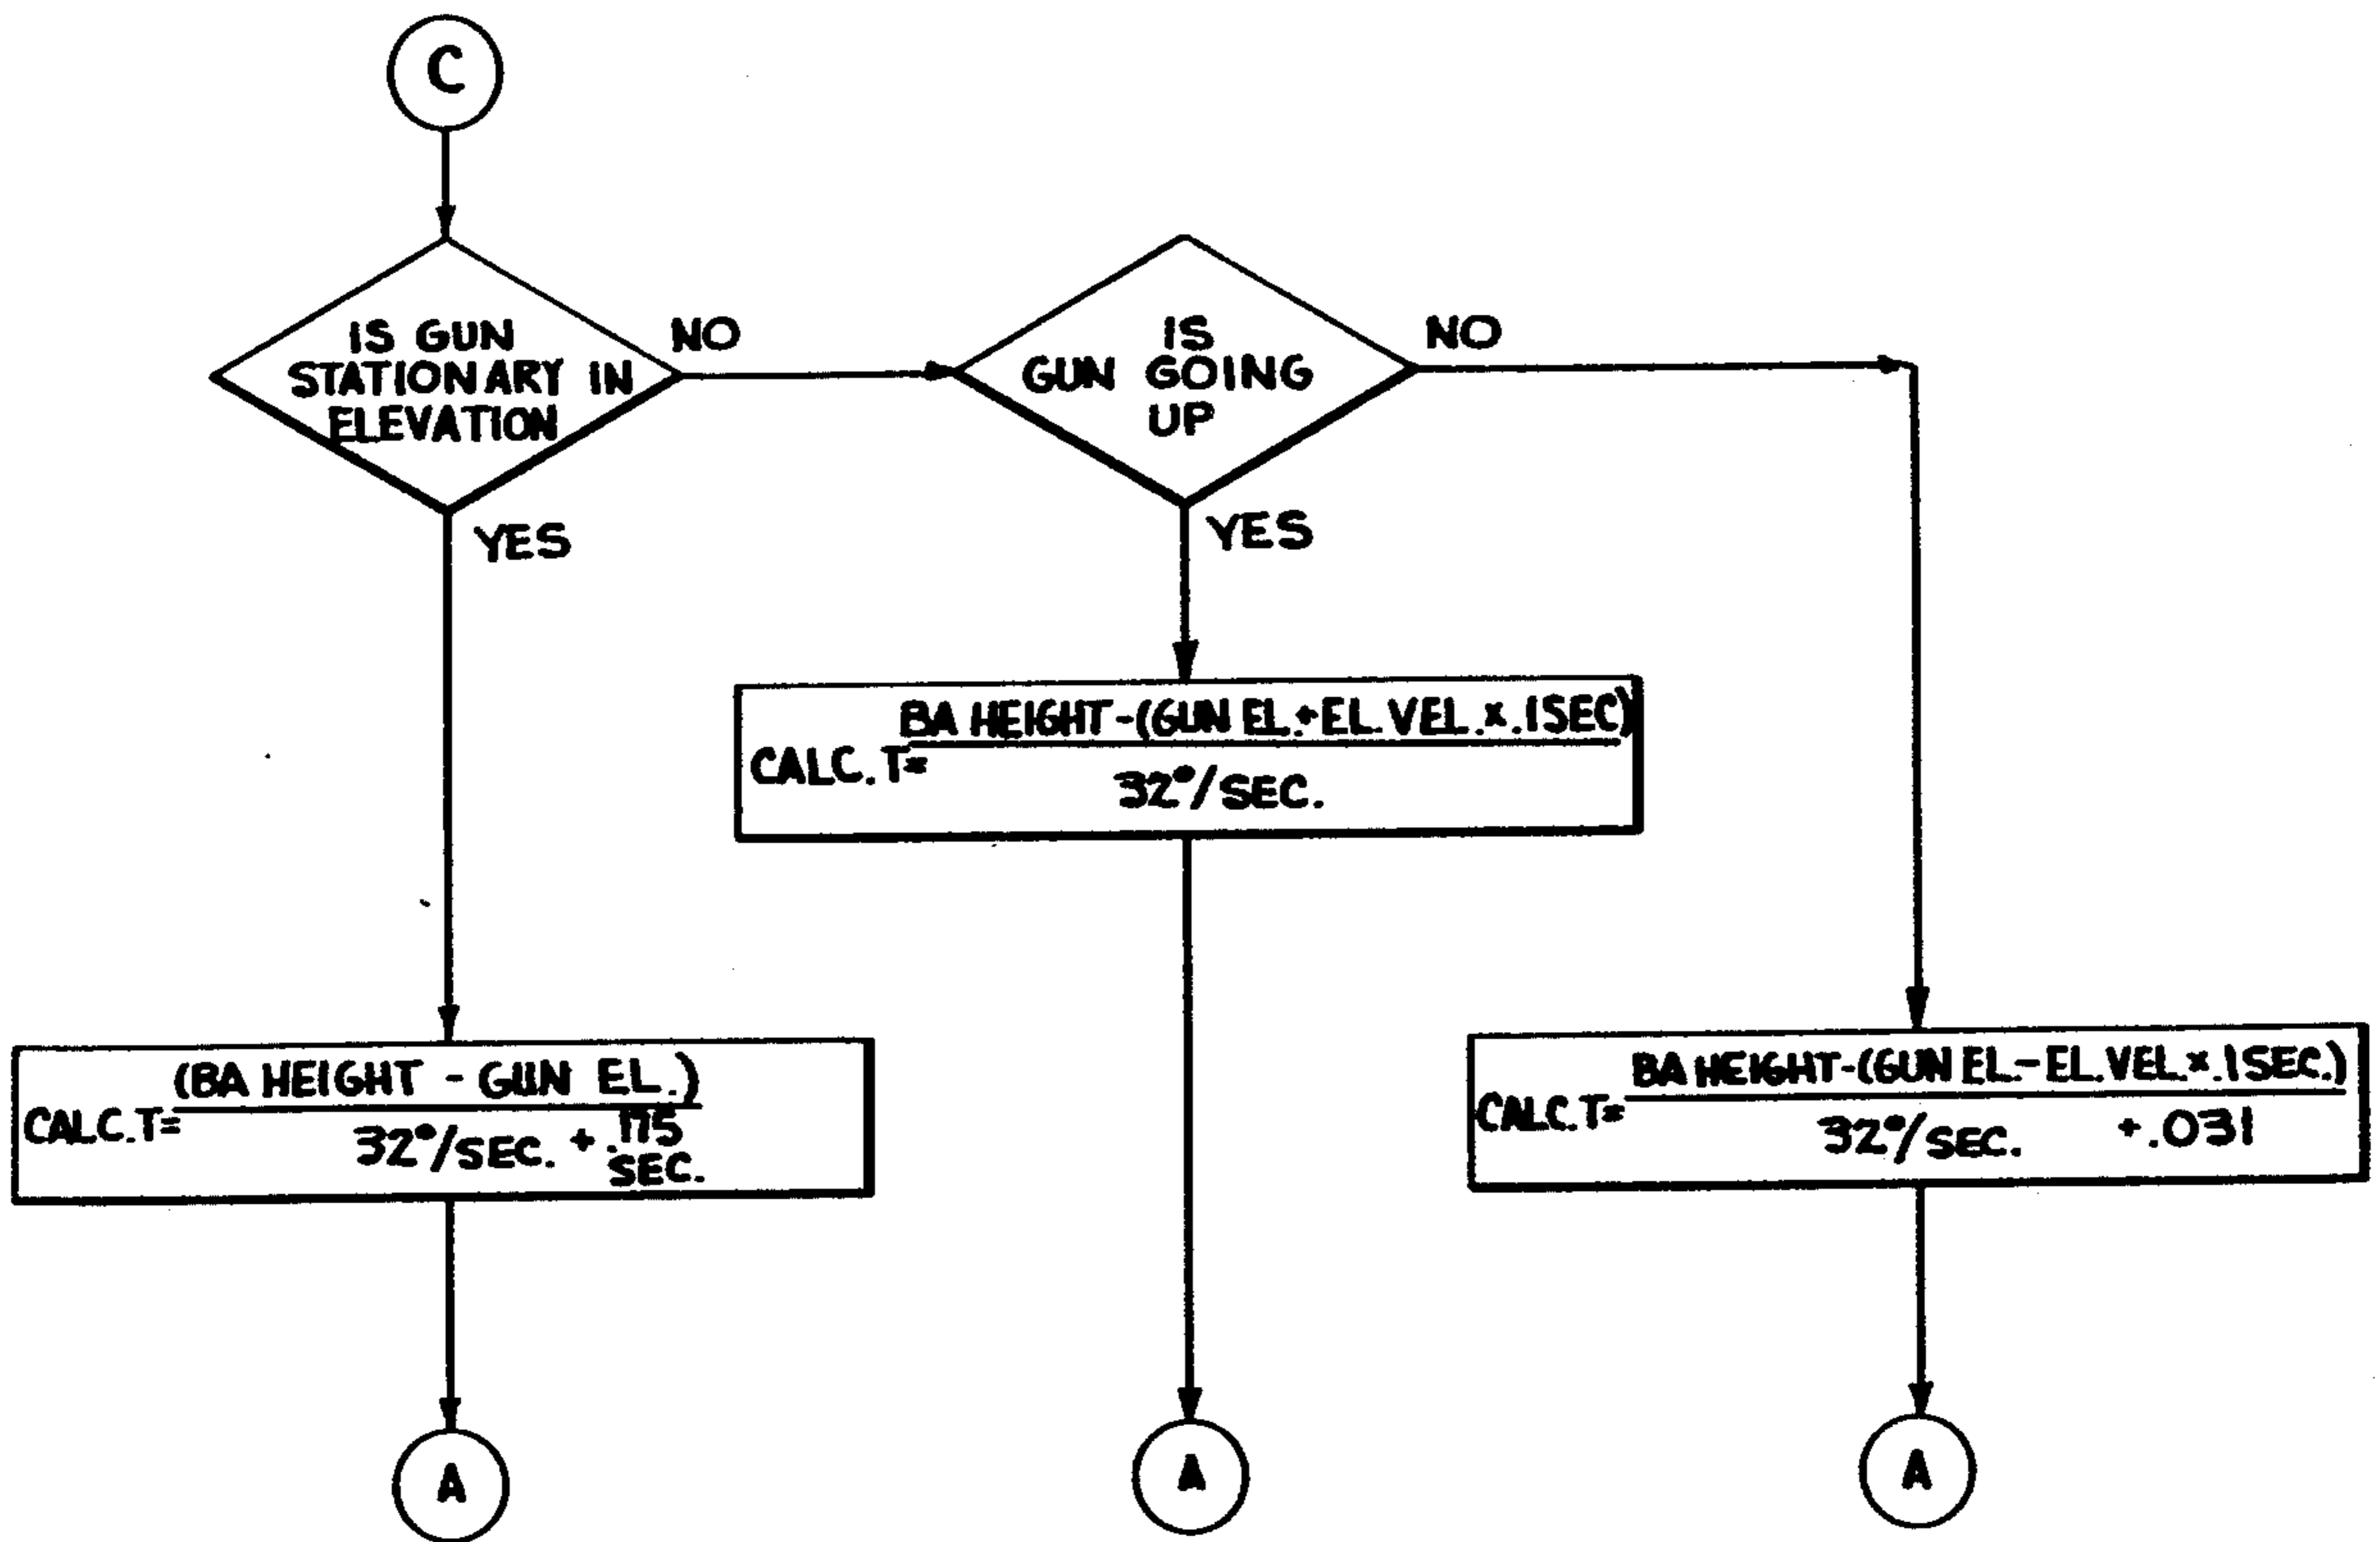 C
IS GUN
STATIONARY IN
ELEVATION
NO
YES
IS
GUN GOING
UP
NO
YES
BA HEIGHT-(GUN EL.+EL.VEL.X.1SEC)
CALC.T=
32°/SEC.
(BA HEIGHT - GUN EL.)
CALC.T=
32°/SEC. + .175
SEC.
BA HEIGHT-(GUN EL.-EL.VEL.X.1SEC.)
CALC.T=
32°/SEC. +.031
A
A
A